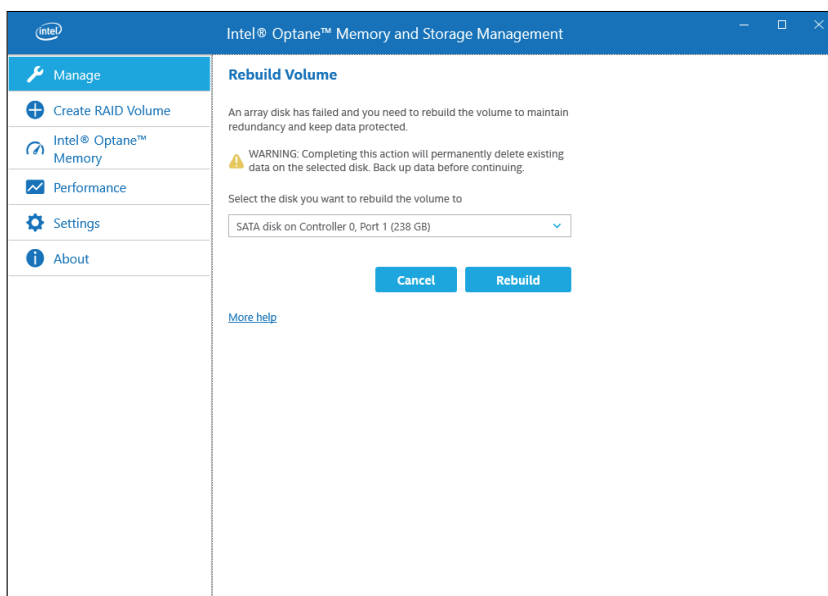 intel
Intel® Optane™ Memory and Storage Management
Manage
Create RAID Volume
Intel® Optane™
Memory
Performance
Settings
About
Rebuild Volume
An array disk has failed and you need to rebuild the volume to maintain
redundancy and keep data protected.
WARNING: Completing this action will permanently delete existing
data on the selected disk. Back up data before continuing.
Select the disk you want to rebuild the volume to
SATA disk on Controller 0, Port 1 (238 GB)
Cancel Rebuild
More help